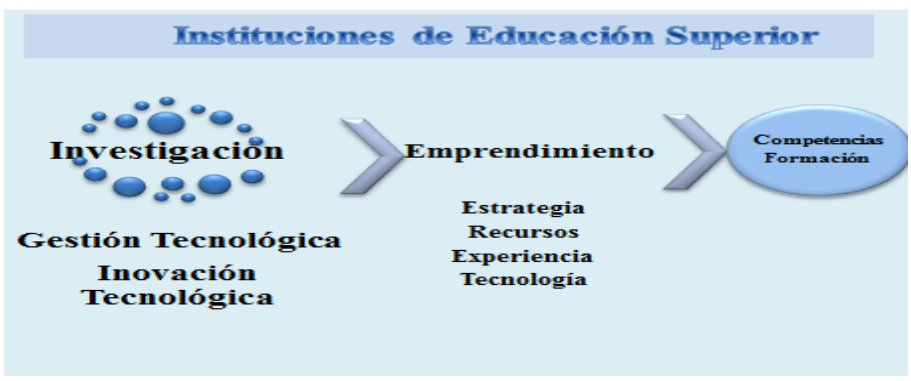 Instituciones de Educación Superior
Investigación
Gestión Tecnológica
Inovación
Tecnológica
Emprendimiento
Estrategia
Recursos
Experiencia
Tecnología
Competencias
Formación